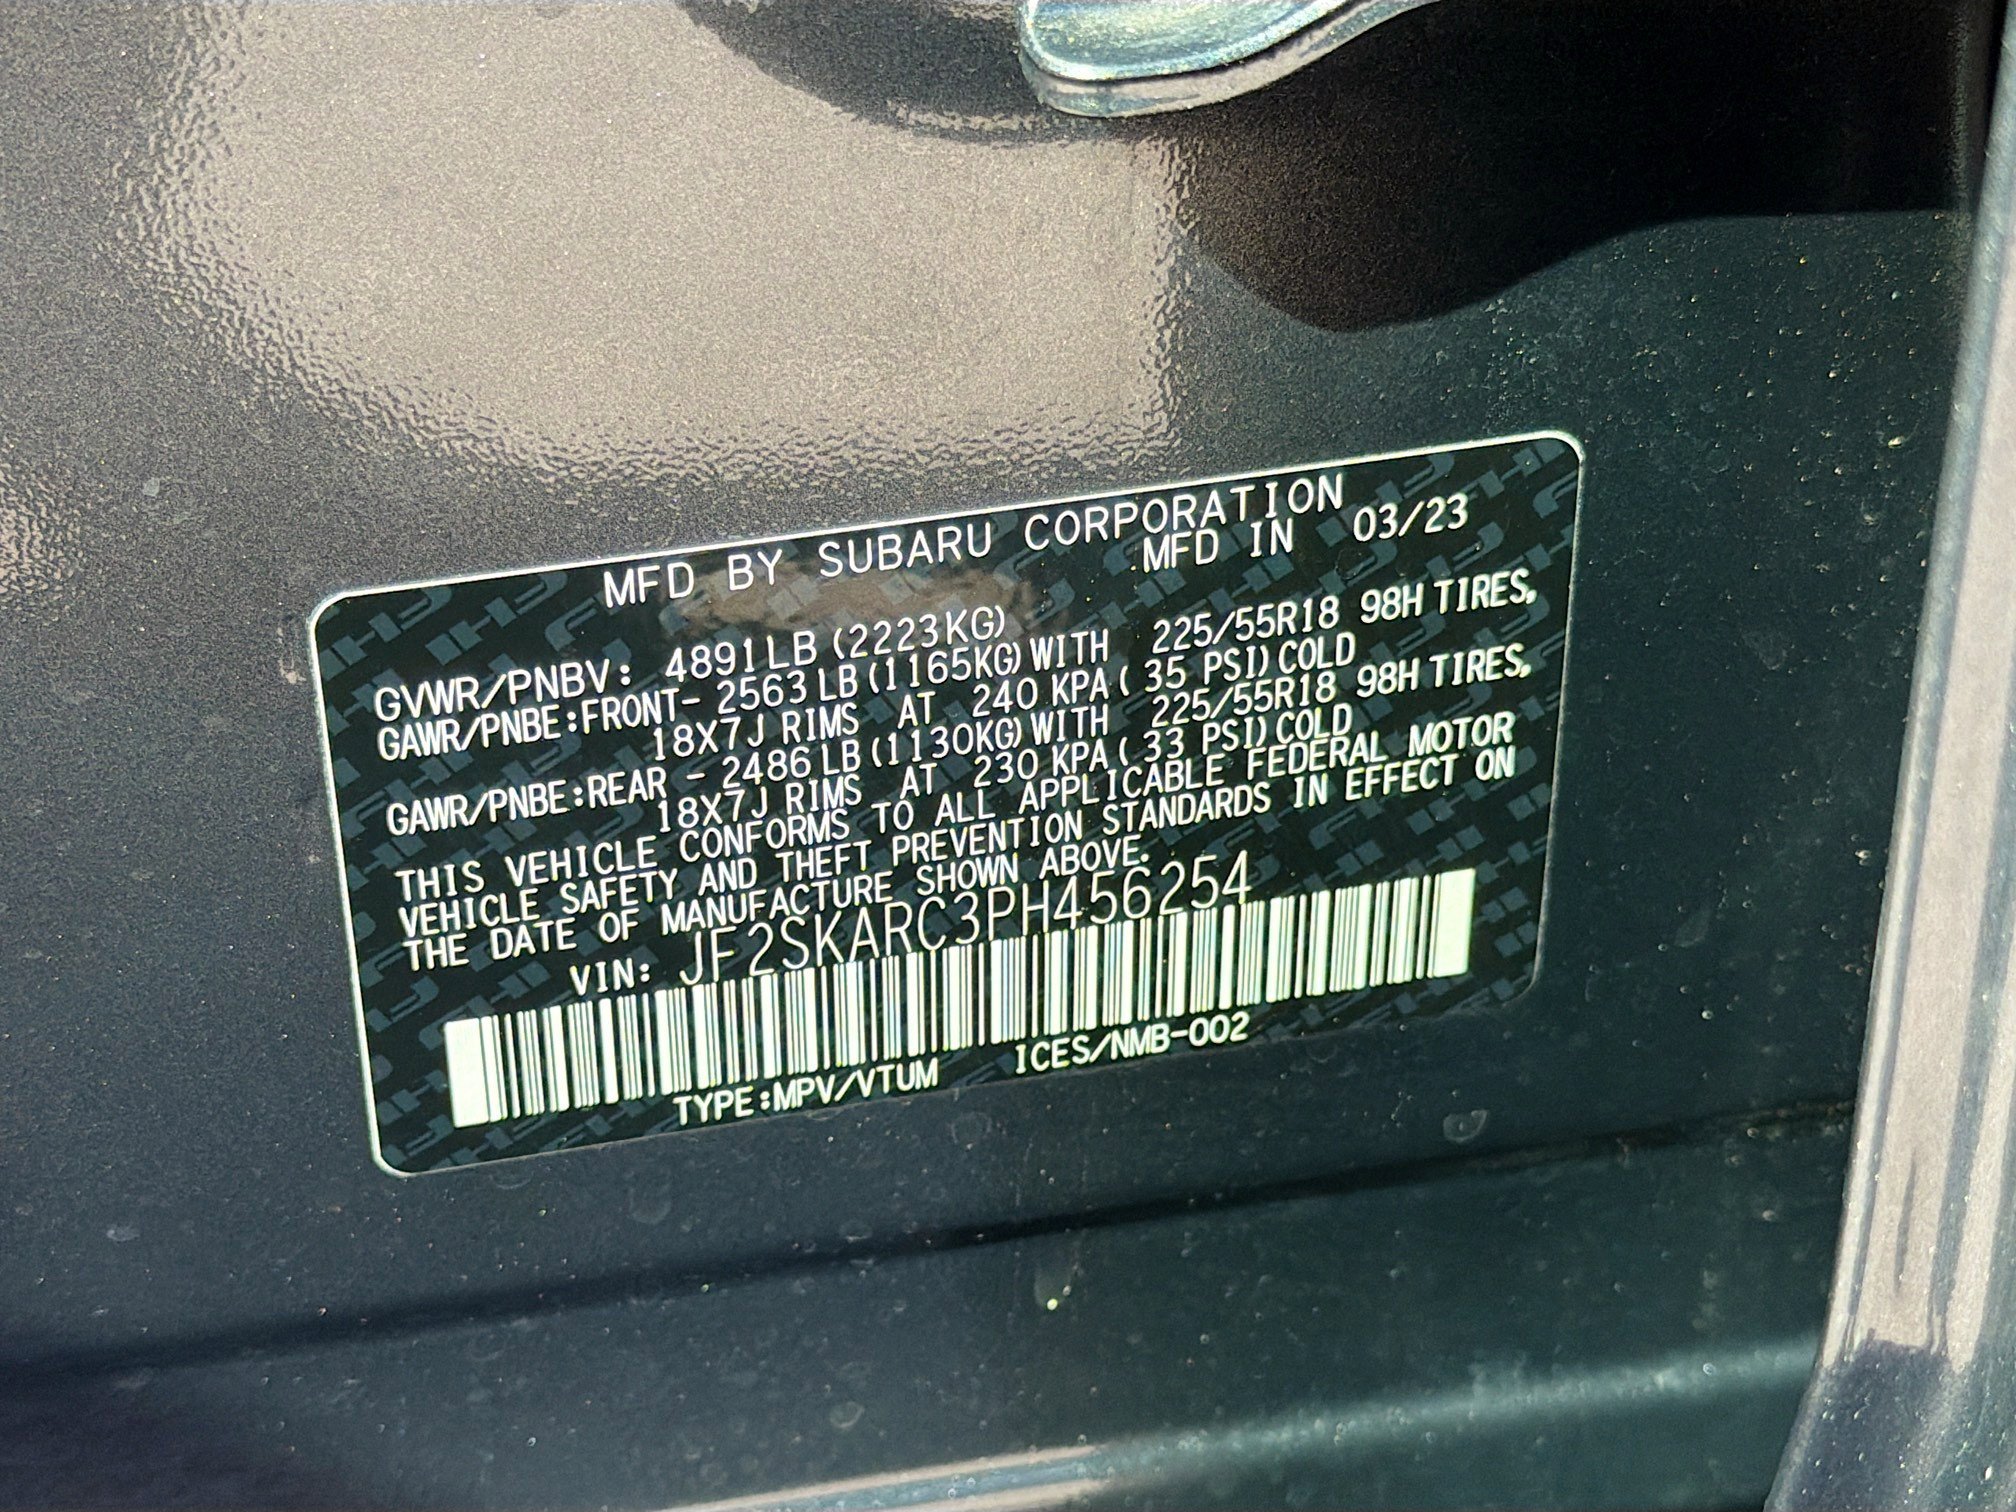 MFD BY SUBARU CORPORATION
MFD IN 03/23
GVWR/PNBV: 4891LB (2223KG)
GAWR/PNBE:FRONT- 2563LB (1165KG) WITH 225/55R18 98H TIRES,
18X7J RIMS AT 240 KPA ( 35 PSI) COLD
GAWR/PNBE:REAR - 2486LB (1130KG) WITH 225/55R18 98H TIRES,
18X7J RIMS AT 230 KPA ( 33 PSI) COLD
THIS VEHICLE CONFORMS TO ALL APPLICABLE FEDERAL MOTOR
VEHICLE SAFETY AND THEFT PREVENTION STANDARDS IN EFFECT ON
THE DATE OF MANUFACTURE SHOWN ABOVE.
VIN: JF2SKARC3PH456254
TYPE:MPV/VTUM ICES/NMB-002